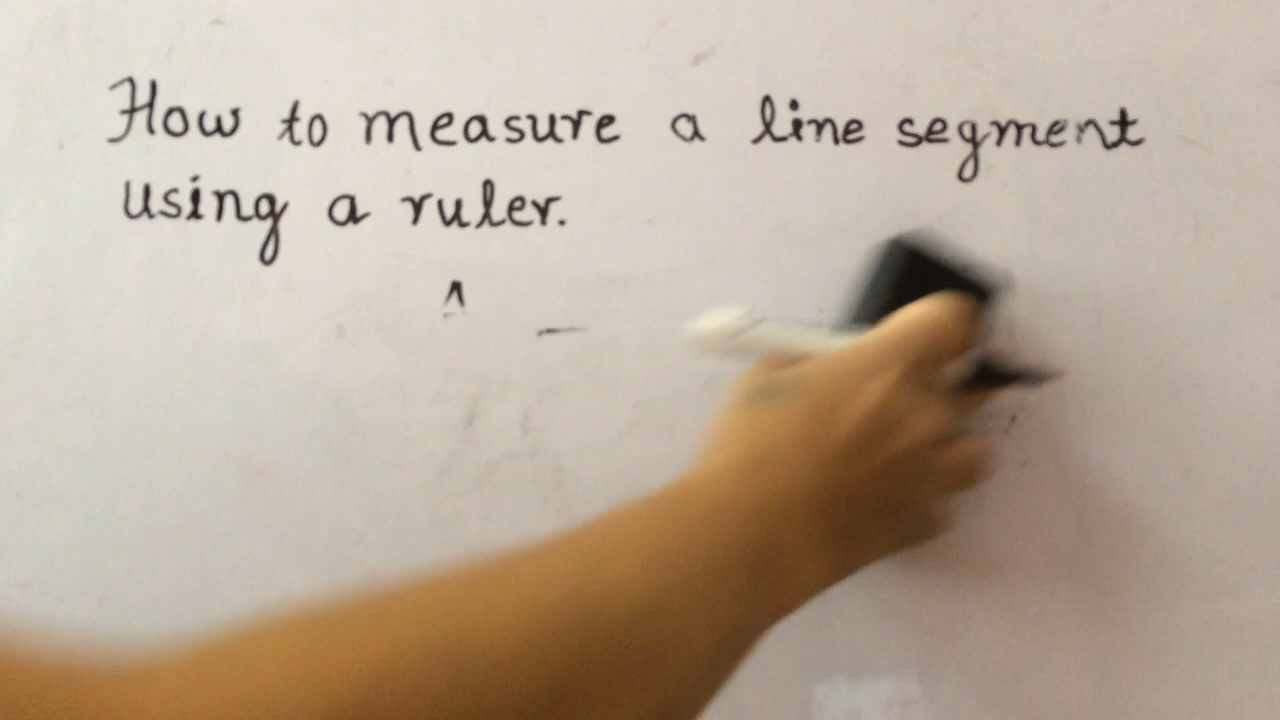 How to measure a line segment
using a ruler.